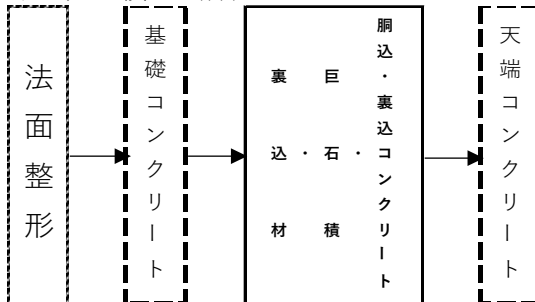 法面整形
基礎コンクリート
胴込・裏込コンクリート
・
巨石積
・
裏込材
天端コンクリート